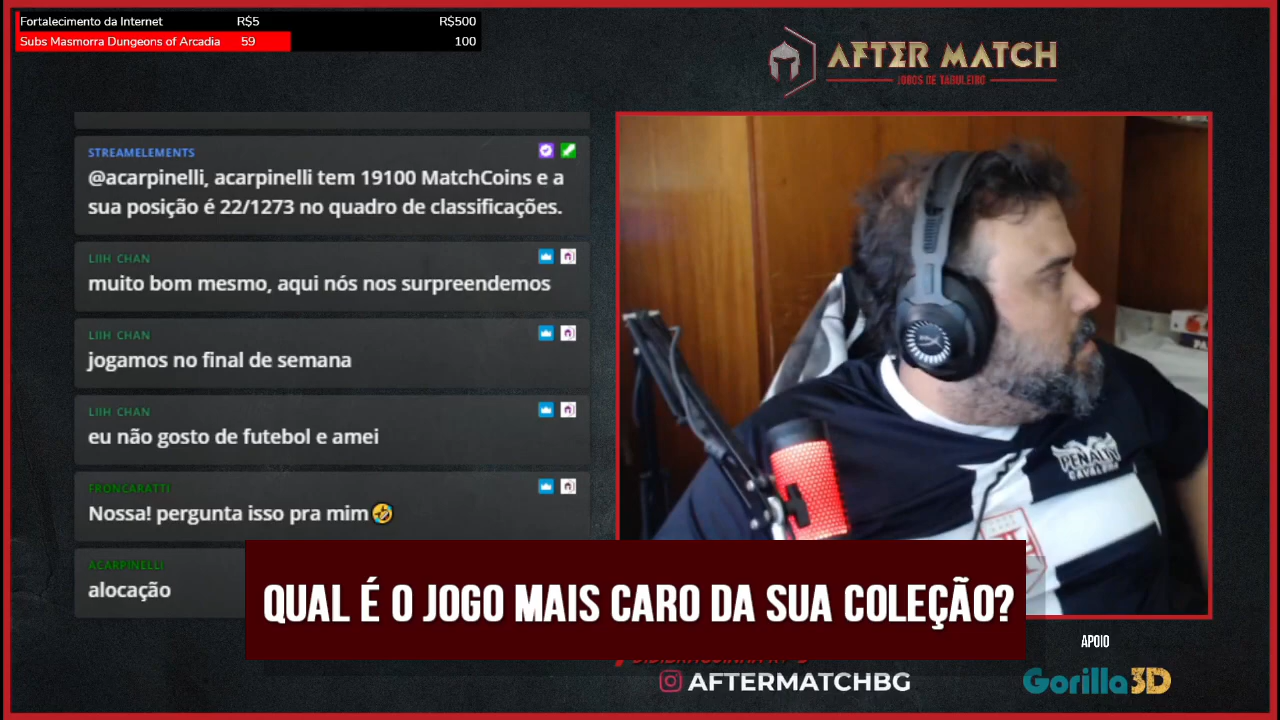 Fortalecimento da Internet R$5 R$500
Subs Masmorra Dungeons of Arcadia 59 100
AFTER MATCH
JOGOS DE TABULEIRO
STREAMELEMENTS
@acarpinelli, acarpinelli tem 19100 MatchCoins e a
sua posição é 22/1273 no quadro de classificações.
LIIH CHAN
muito bom mesmo, aqui nós nos surpreendemos
LIIH CHAN
jogamos no final de semana
LIIH CHAN
eu não gosto de futebol e amei
FRONCARATTI
Nossa! pergunta isso pra mim🤣
ACARPINELLI
alocação
PENALTY
CAVALERA
QUAL É O JOGO MAIS CARO DA SUA COLEÇÃO?
APOIO
AFTERMATCHBG
Gorilla3D